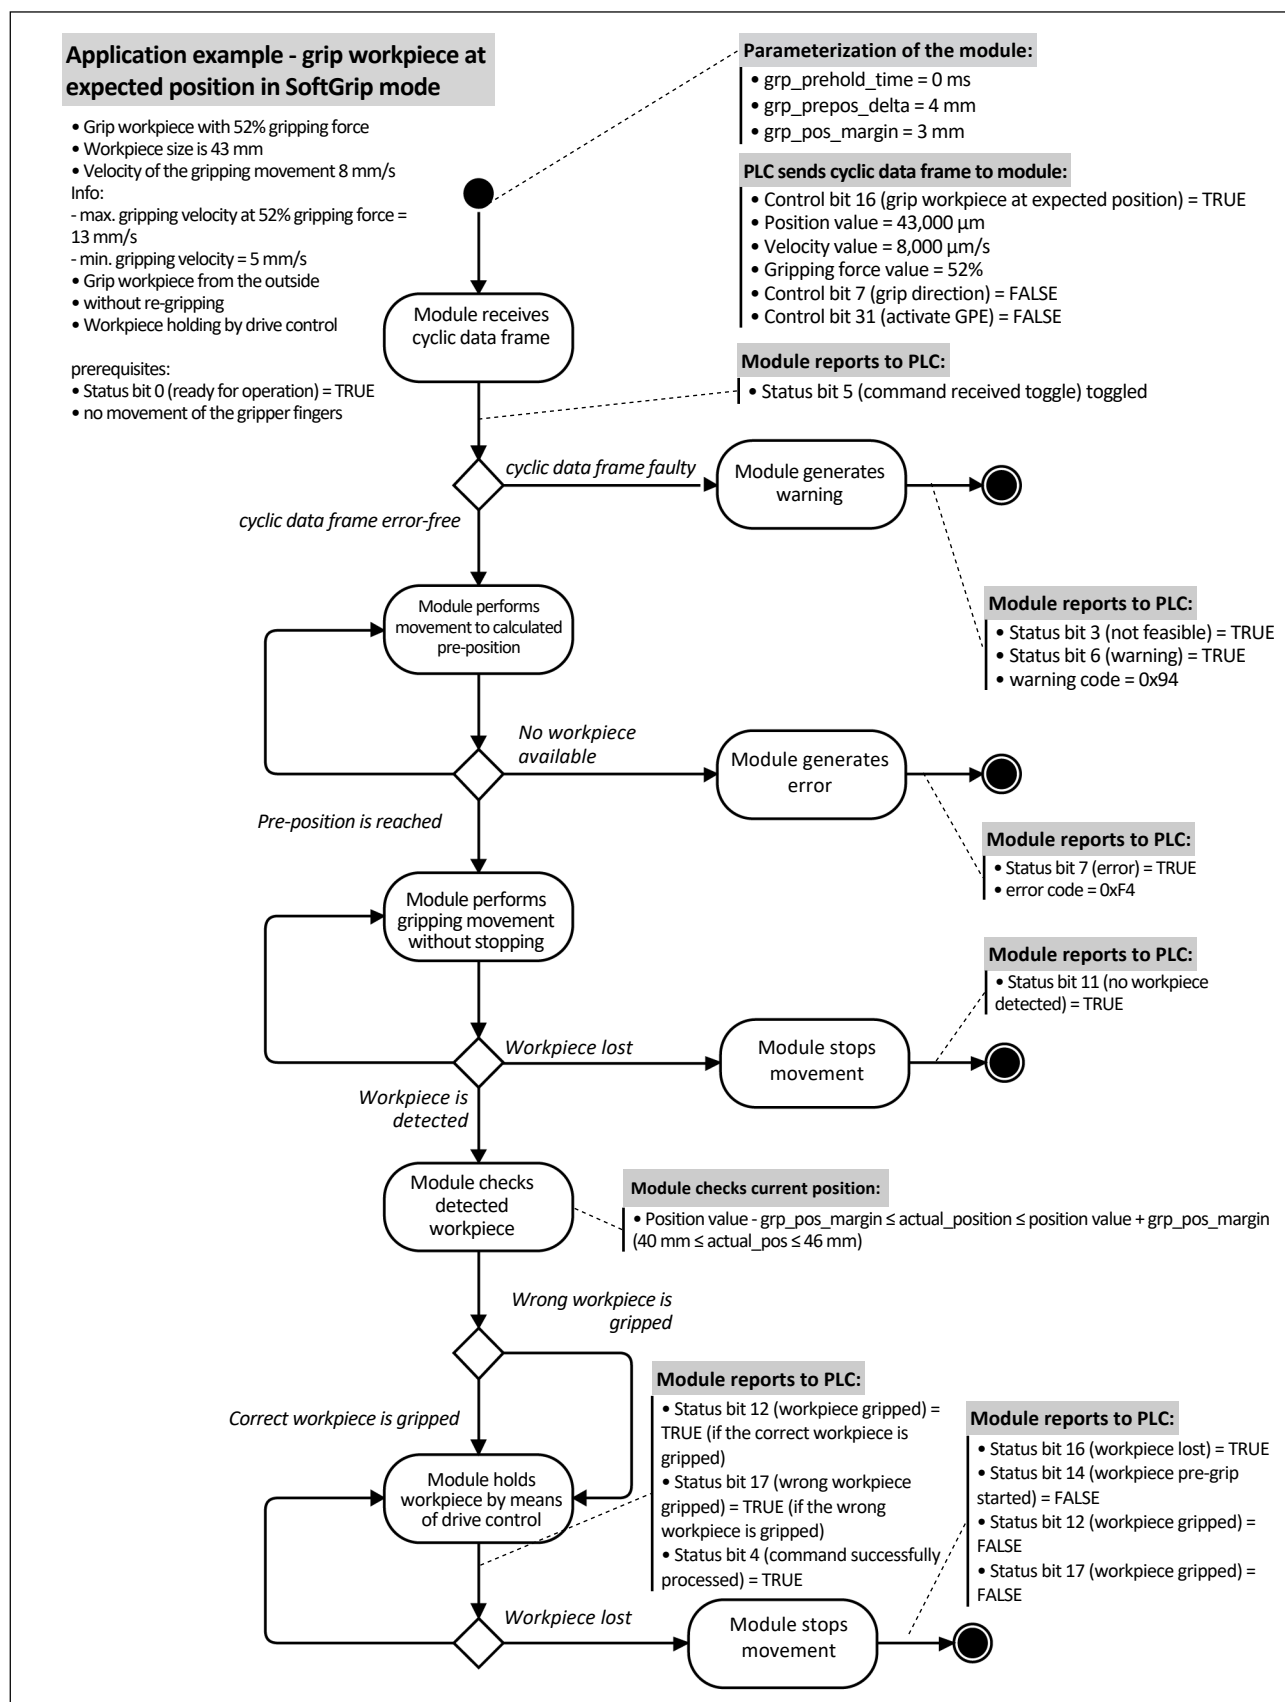 Application example - grip workpiece at
expected position in SoftGrip mode
• Grip workpiece with 52% gripping force
• Workpiece size is 43 mm
• Velocity of the gripping movement 8 mm/s
Info:
- max. gripping velocity at 52% gripping force =
13 mm/s
- min. gripping velocity = 5 mm/s
• Grip workpiece from the outside
• without re-gripping
• Workpiece holding by drive control
prerequisites:
• Status bit 0 (ready for operation) = TRUE
• no movement of the gripper fingers
Parameterization of the module:
• grp_prehold_time = 0 ms
• grp_prepos_delta = 4 mm
• grp_pos_margin = 3 mm
PLC sends cyclic data frame to module:
• Control bit 16 (grip workpiece at expected position) = TRUE
• Position value = 43,000 µm
• Velocity value = 8,000 µm/s
• Gripping force value = 52%
• Control bit 7 (grip direction) = FALSE
• Control bit 31 (activate GPE) = FALSE
Module receives
cyclic data frame
Module reports to PLC:
• Status bit 5 (command received toggle) toggled
cyclic data frame faulty
Module generates
warning
cyclic data frame error-free
Module reports to PLC:
• Status bit 3 (not feasible) = TRUE
• Status bit 6 (warning) = TRUE
• warning code = 0x94
Module performs
movement to calculated
pre-position
No workpiece
available
Module generates
error
Pre-position is reached
Module reports to PLC:
• Status bit 7 (error) = TRUE
• error code = 0xF4
Module performs
gripping movement
without stopping
Module reports to PLC:
• Status bit 11 (no workpiece
detected) = TRUE
Workpiece lost
Module stops
movement
Workpiece is
detected
Module checks
detected
workpiece
Module checks current position:
• Position value - grp_pos_margin ≤ actual_position ≤ position value + grp_pos_margin
(40 mm ≤ actual_pos ≤ 46 mm)
Wrong workpiece is
gripped
Correct workpiece is gripped
Module reports to PLC:
• Status bit 12 (workpiece gripped) =
TRUE (if the correct workpiece is
gripped)
• Status bit 17 (wrong workpiece
gripped) = TRUE (if the wrong
workpiece is gripped)
• Status bit 4 (command successfully
processed) = TRUE
Module reports to PLC:
• Status bit 16 (workpiece lost) = TRUE
• Status bit 14 (workpiece pre-grip
started) = FALSE
• Status bit 12 (workpiece gripped) =
FALSE
• Status bit 17 (workpiece gripped) =
FALSE
Module holds
workpiece by means
of drive control
Workpiece lost
Module stops
movement